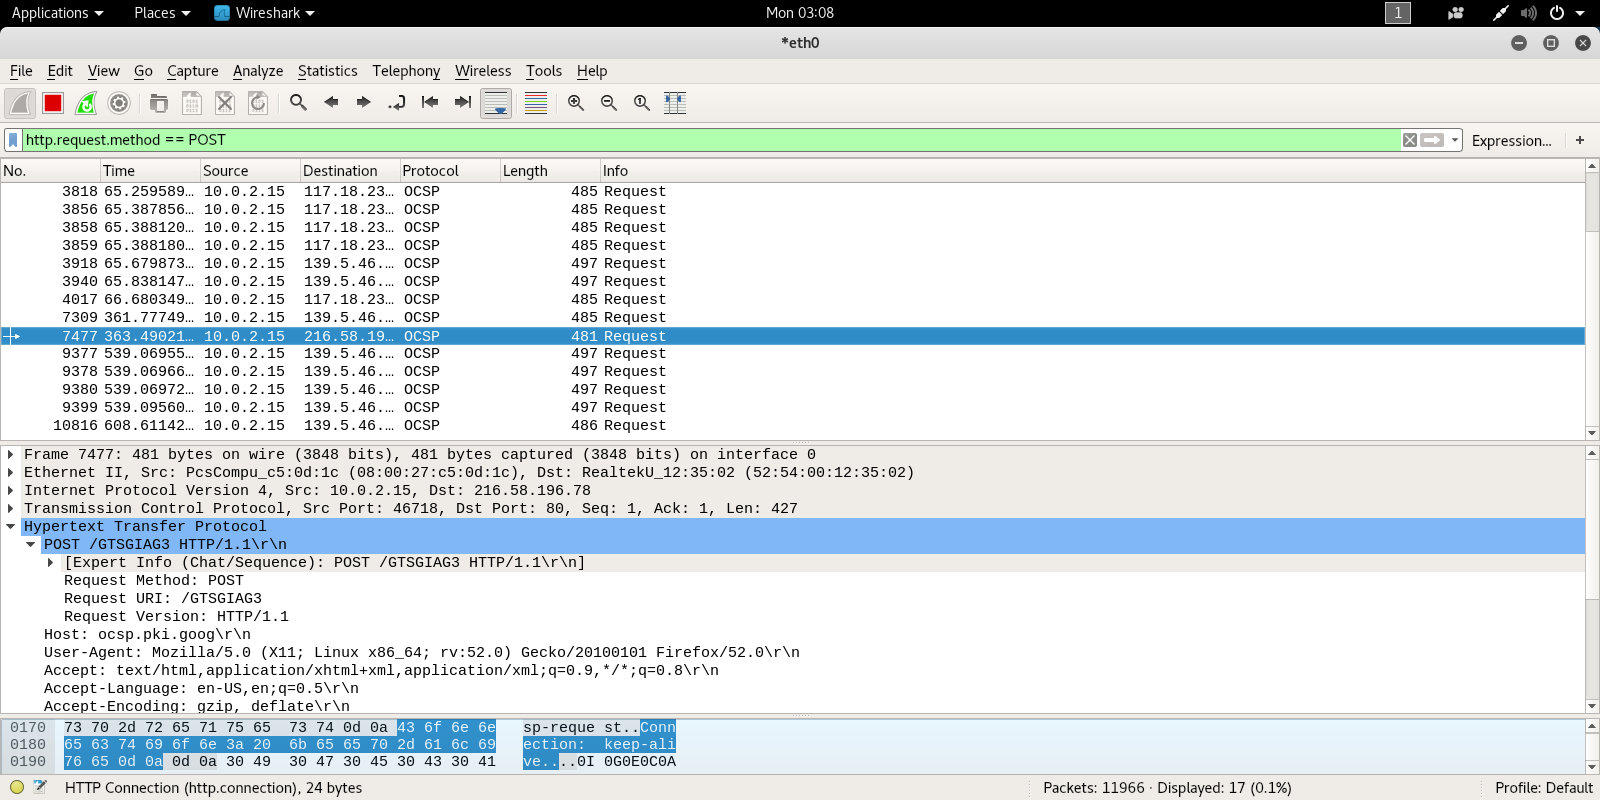 Applications Places Wireshark Mon 03:08 1
*eth0
File Edit View Go Capture Analyze Statistics Telephony Wireless Tools Help
http.request.method == POST Expression... +
No. Time Source Destination Protocol Length Info
3818 65.259589… 10.0.2.15 117.18.23… OCSP 485 Request
3856 65.387856… 10.0.2.15 117.18.23… OCSP 485 Request
3858 65.388120… 10.0.2.15 117.18.23… OCSP 485 Request
3859 65.388180… 10.0.2.15 117.18.23… OCSP 485 Request
3918 65.679873… 10.0.2.15 139.5.46.… OCSP 497 Request
3940 65.838147… 10.0.2.15 139.5.46.… OCSP 497 Request
4017 66.680349… 10.0.2.15 117.18.23… OCSP 485 Request
7309 361.77749… 10.0.2.15 139.5.46.… OCSP 485 Request
7477 363.49021… 10.0.2.15 216.58.19… OCSP 481 Request
9377 539.06955… 10.0.2.15 139.5.46.… OCSP 497 Request
9378 539.06966… 10.0.2.15 139.5.46.… OCSP 497 Request
9380 539.06972… 10.0.2.15 139.5.46.… OCSP 497 Request
9399 539.09560… 10.0.2.15 139.5.46.… OCSP 497 Request
10816 608.61142… 10.0.2.15 139.5.46.… OCSP 486 Request
Frame 7477: 481 bytes on wire (3848 bits), 481 bytes captured (3848 bits) on interface 0
Ethernet II, Src: PcsCompu_c5:0d:1c (08:00:27:c5:0d:1c), Dst: RealtekU_12:35:02 (52:54:00:12:35:02)
Internet Protocol Version 4, Src: 10.0.2.15, Dst: 216.58.196.78
Transmission Control Protocol, Src Port: 46718, Dst Port: 80, Seq: 1, Ack: 1, Len: 427
Hypertext Transfer Protocol
POST /GTSGIAG3 HTTP/1.1\r\n
[Expert Info (Chat/Sequence): POST /GTSGIAG3 HTTP/1.1\r\n]
Request Method: POST
Request URI: /GTSGIAG3
Request Version: HTTP/1.1
Host: ocsp.pki.goog\r\n
User-Agent: Mozilla/5.0 (X11; Linux x86_64; rv:52.0) Gecko/20100101 Firefox/52.0\r\n
Accept: text/html,application/xhtml+xml,application/xml;q=0.9,*/*;q=0.8\r\n
Accept-Language: en-US,en;q=0.5\r\n
Accept-Encoding: gzip, deflate\r\n
0170 73 70 2d 72 65 71 75 65 73 74 0d 0a 43 6f 6e 6e sp-reque st..Conn
0180 65 63 74 69 6f 6e 3a 20 6b 65 65 70 2d 61 6c 69 ection: keep-ali
0190 76 65 0d 0a 0d 0a 30 49 30 47 30 45 30 43 30 41 ve....0I 0G0E0C0A
HTTP Connection (http.connection), 24 bytes Packets: 11966 · Displayed: 17 (0.1%) Profile: Default